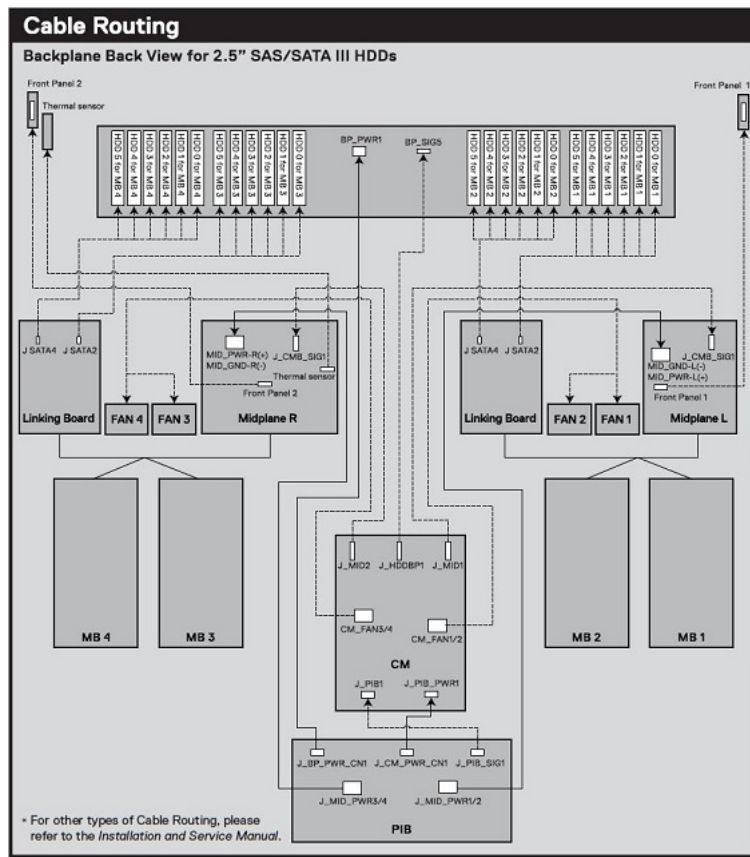 Cable Routing
Backplane Back View for 2.5" SAS/SATA III HDDs
Front Panel 2
Thermal sensor
Front Panel 1
BP_PWR1
BP_SIG5
HDD 5 for MB 4
HDD 4 for MB 4
HDD 3 for MB 4
HDD 2 for MB 4
HDD 1 for MB 4
HDD 0 for MB 4
HDD 5 for MB 3
HDD 4 for MB 3
HDD 3 for MB 3
HDD 2 for MB 3
HDD 1 for MB 3
HDD 0 for MB 3
HDD 5 for MB 2
HDD 4 for MB 2
HDD 3 for MB 2
HDD 2 for MB 2
HDD 1 for MB 2
HDD 0 for MB 2
HDD 5 for MB 1
HDD 4 for MB 1
HDD 3 for MB 1
HDD 2 for MB 1
HDD 1 for MB 1
HDD 0 for MB 1
J SATA4
J SATA2
Linking Board
FAN 4
FAN 3
MID_PWR-R(+)
MID_GND-R(-)
J_CMB_SIG1
Thermal sensor
Front Panel 2
Midplane R
J SATA4
J SATA2
Linking Board
FAN 2
FAN 1
J_CMB_SIG1
MID_GND-L(-)
MID_PWR-L(+)
Front Panel 1
Midplane L
MB 4
MB 3
MB 2
MB 1
J_MID2
J_HDDBP1
J_MID1
CM_FAN3/4
CM_FAN1/2
CM
J_PIB1
J_PIB_PWR1
J_BP_PWR_CN1
J_CM_PWR_CN1
J_PIB_SIG1
J_MID_PWR3/4
J_MID_PWR1/2
PIB
* For other types of Cable Routing, please
refer to the Installation and Service Manual.